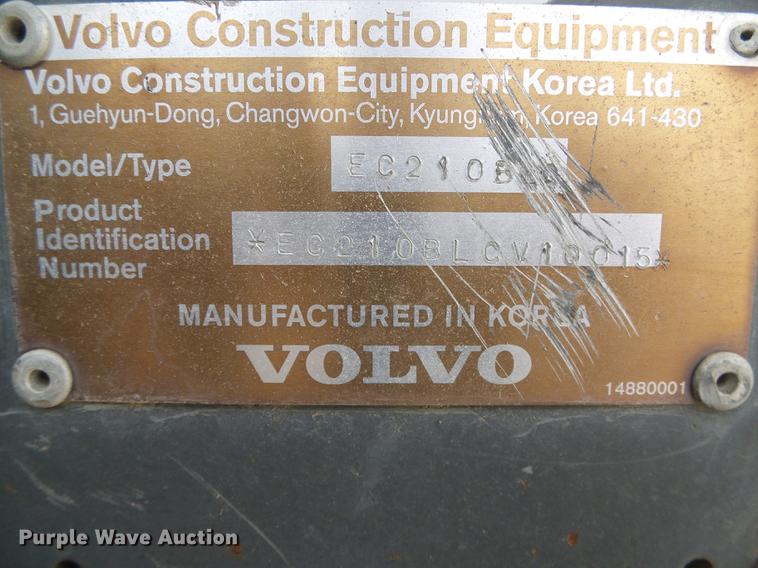 Volvo Construction Equipment
Volvo Construction Equipment Korea Ltd.
1, Guehyun-Dong, Changwon-City, Korea 641-430
Model/Type
Product
Identification *EC210BLCV10015*
Number
MANUFACTURED IN KOREA
VOLVO
14880001
Purple Wave Auction